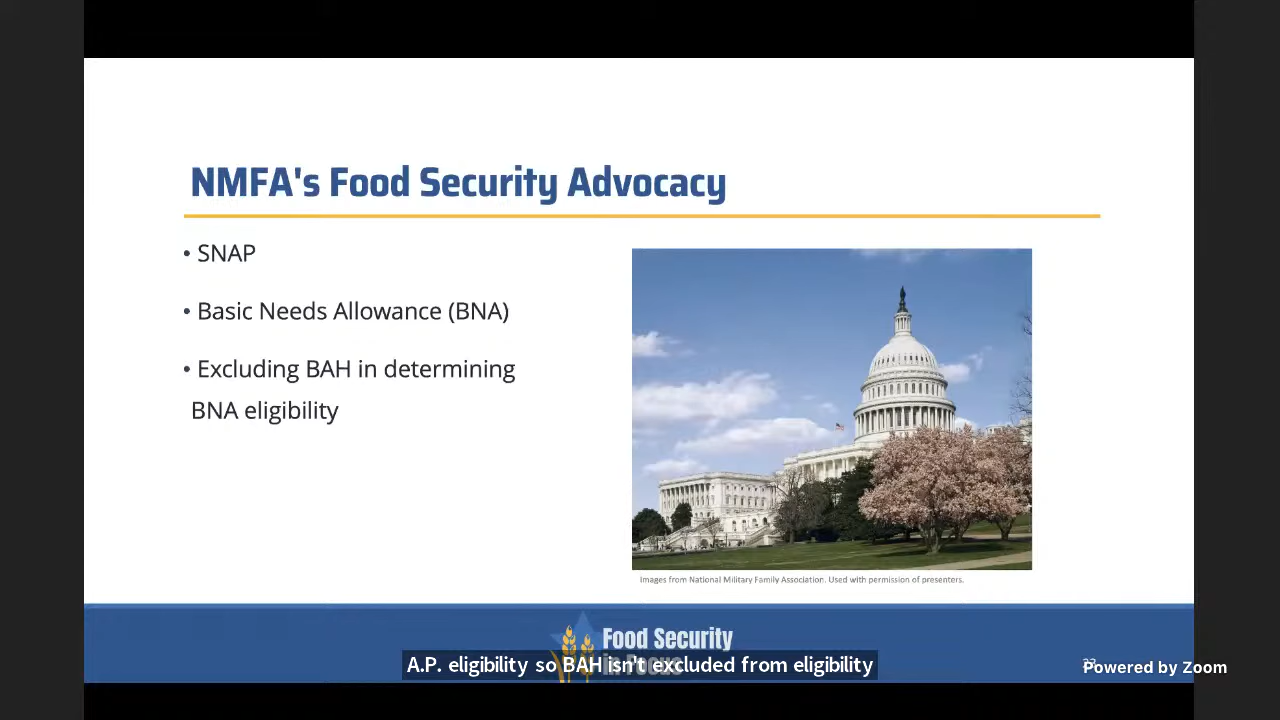 NMFA's Food Security Advocacy
• SNAP
• Basic Needs Allowance (BNA)
• Excluding BAH in determining
BNA eligibility
Images from National Military Family Association. Used with permission of presenters.
Food Security
in Focus
A.P. eligibility so BAH isn't excluded from eligibility
Powered by Zoom